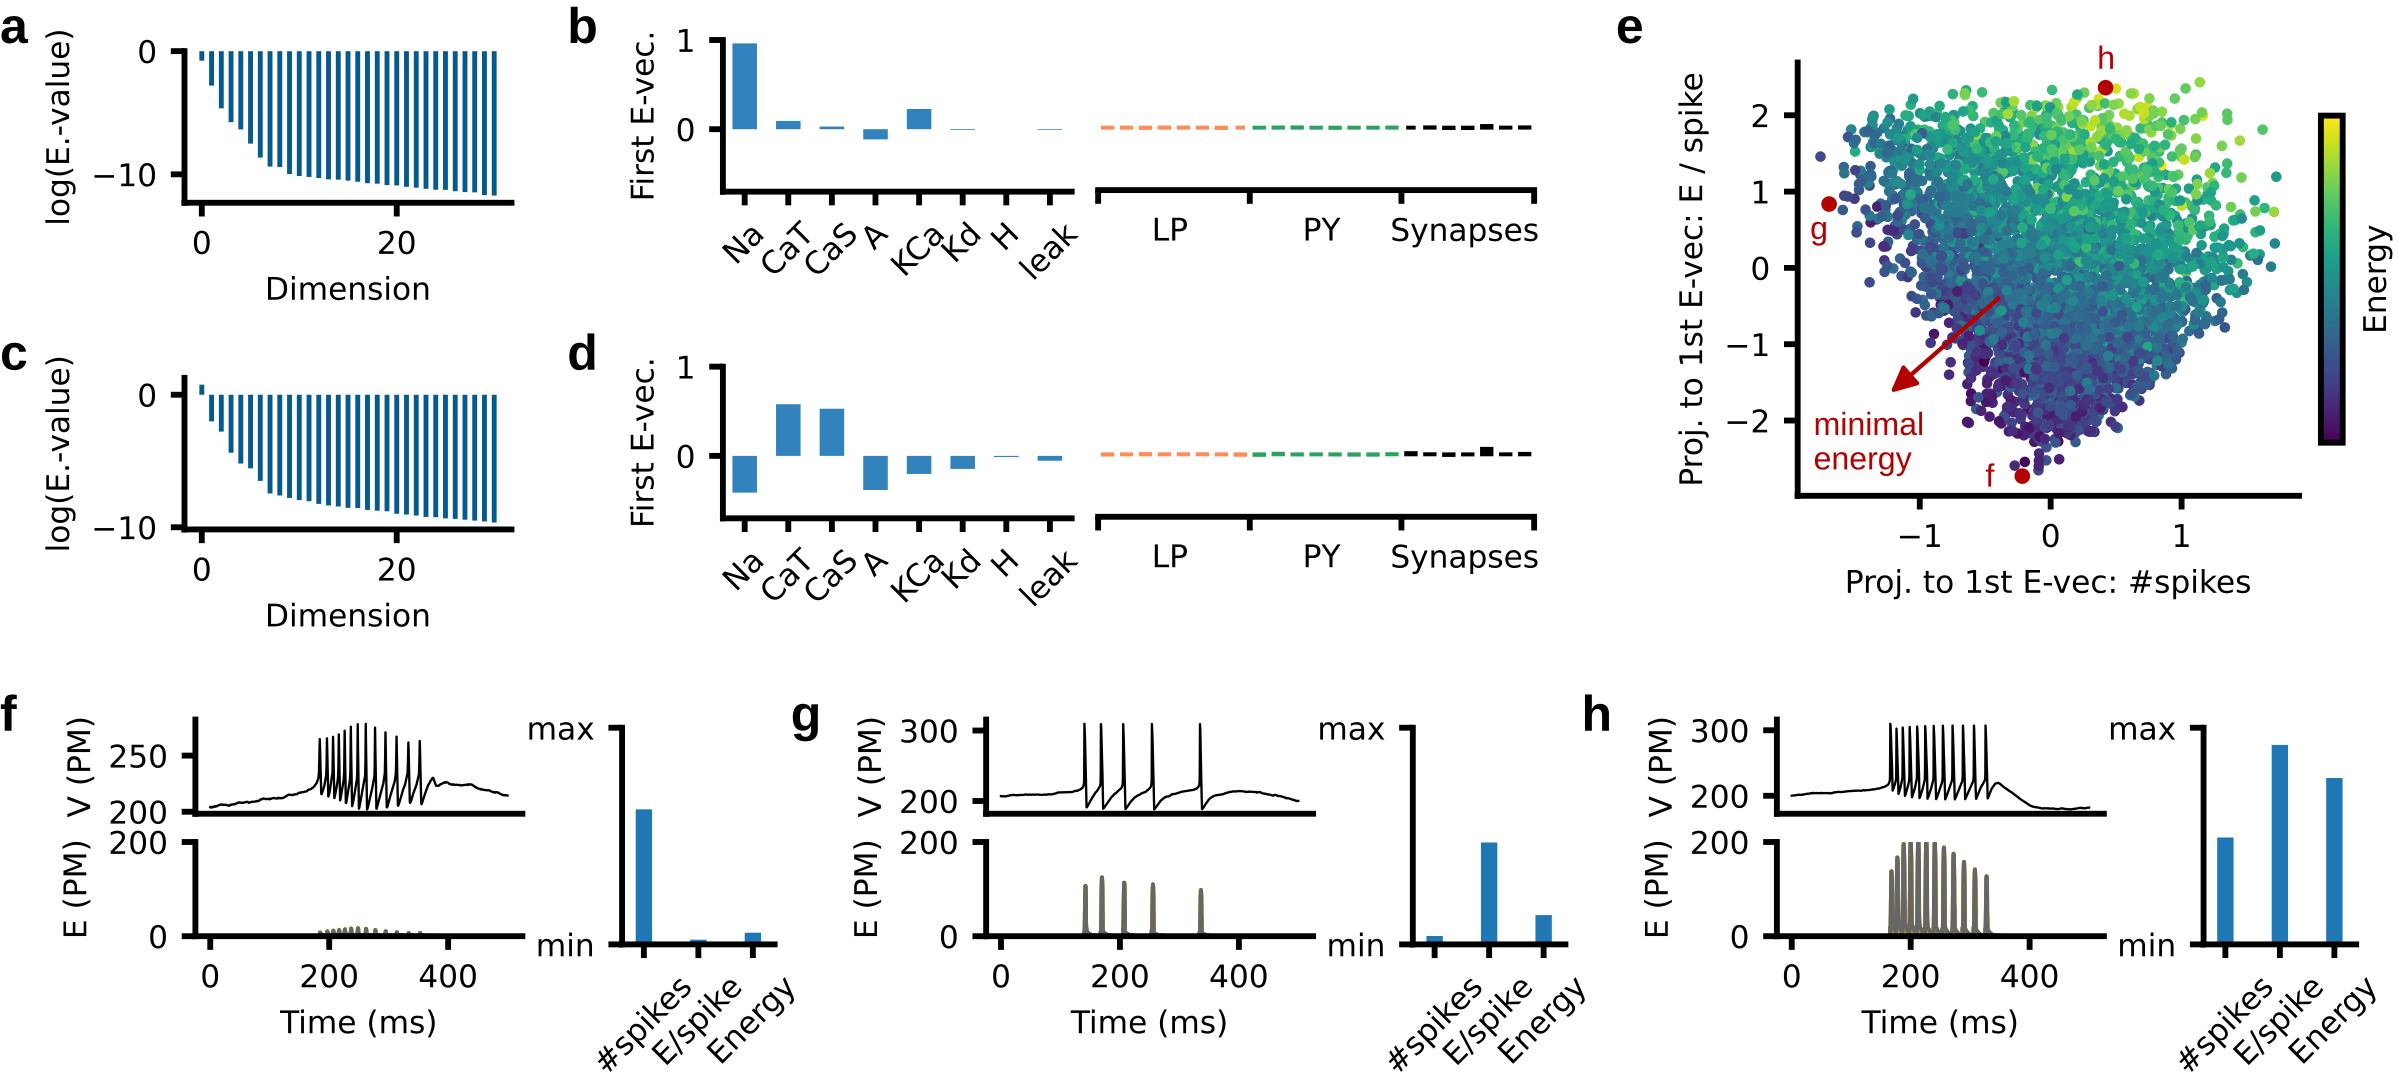 a
log(E.-value)
0
−10
0
20
Dimension
b
First E-vec.
1
0
Na
CaT
CaS
A
KCa
Kd
H
leak
LP
PY
Synapses
c
log(E.-value)
0
−10
0
20
Dimension
d
First E-vec.
1
0
Na
CaT
CaS
A
KCa
Kd
H
leak
LP
PY
Synapses
e
Proj. to 1st E-vec: E / spike
2
1
0
−1
−2
−1
0
1
Proj. to 1st E-vec: #spikes
h
g
f
minimal
energy
Energy
f
V (PM)
250
200
E (PM)
200
0
0
200
400
Time (ms)
max
min
#spikes
E/spike
Energy
g
V (PM)
300
200
E (PM)
200
0
0
200
400
Time (ms)
max
min
#spikes
E/spike
Energy
h
V (PM)
300
200
E (PM)
200
0
0
200
400
Time (ms)
max
min
#spikes
E/spike
Energy